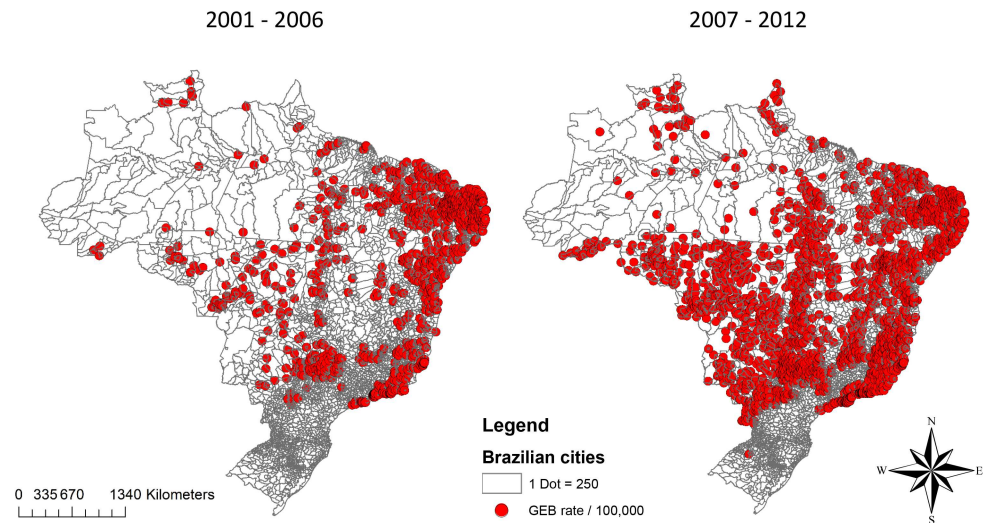 2001 - 2006
2007 - 2012
Legend
Brazilian cities
1 Dot = 250
GEB rate / 100,000
0 335 670 1340 Kilometers
N
W E
S